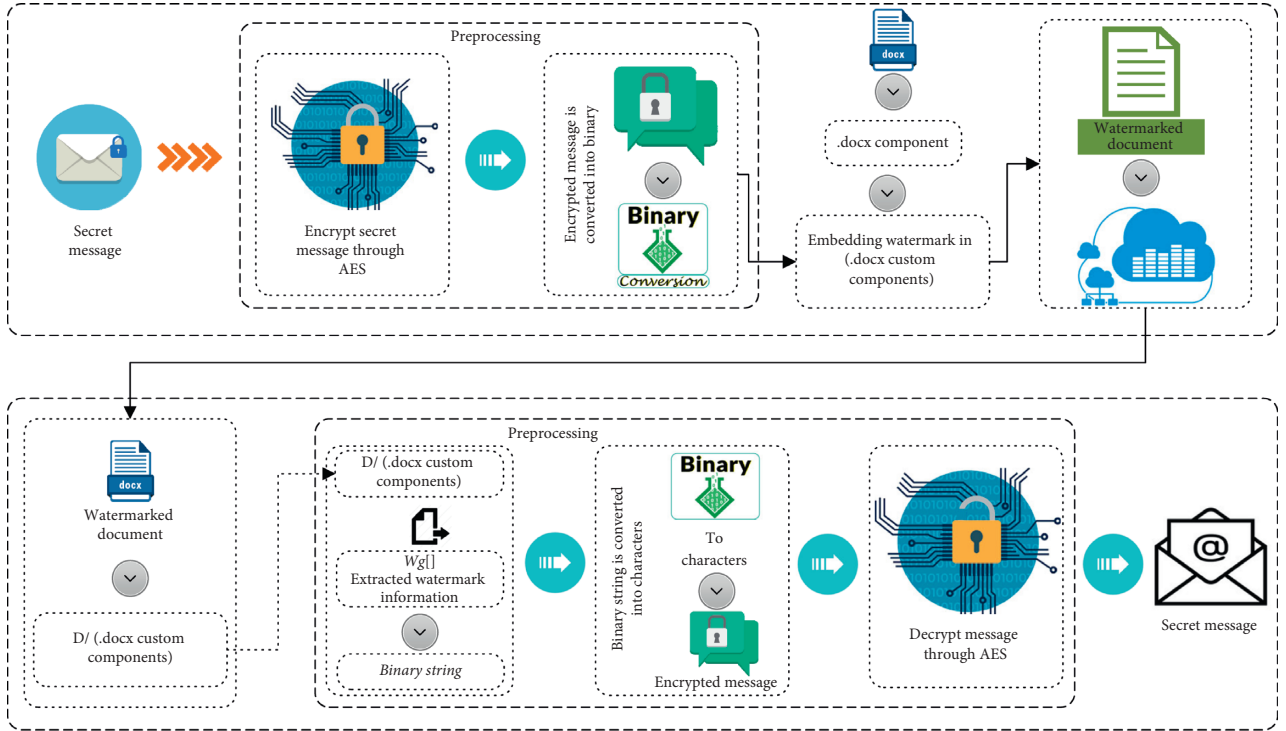 Preprocessing
docx
Secret
message
Encrypt secret
message through
AES
Encrypted message is
converted into binary
Binary
Conversion
.docx component
Embedding watermark in
(.docx custom
components)
Watermarked
document
Preprocessing
docx
Watermarked
document
D/ (.docx custom
components)
D/ (.docx custom
components)
Wg[]
Extracted watermark
information
Binary string
Binary string is converted
into characters
Binary
To
characters
Encrypted message
Decrypt message
through AES
@
Secret message